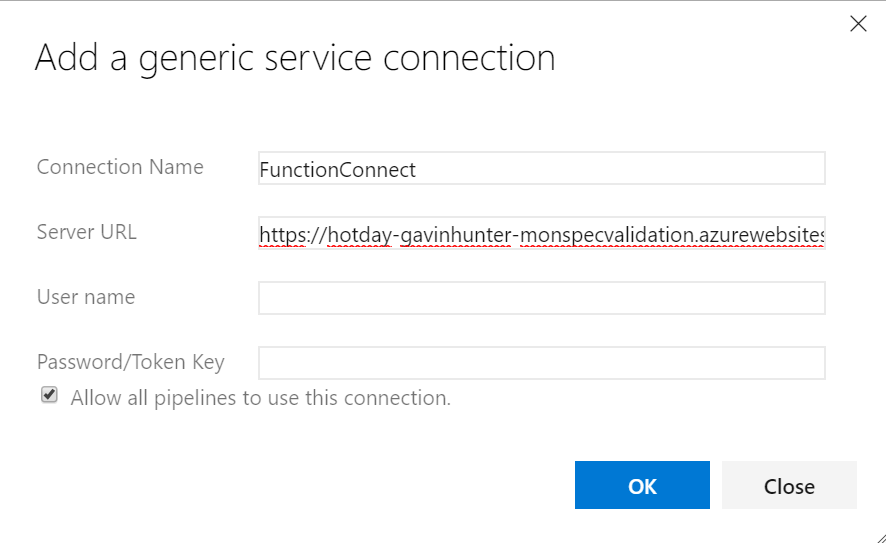 Add a generic service connection
Connection Name
FunctionConnect
Server URL
https://hotday-gavinhunter-monspecvalidation.azurewebsites
User name
Password/Token Key
Allow all pipelines to use this connection.
OK
Close